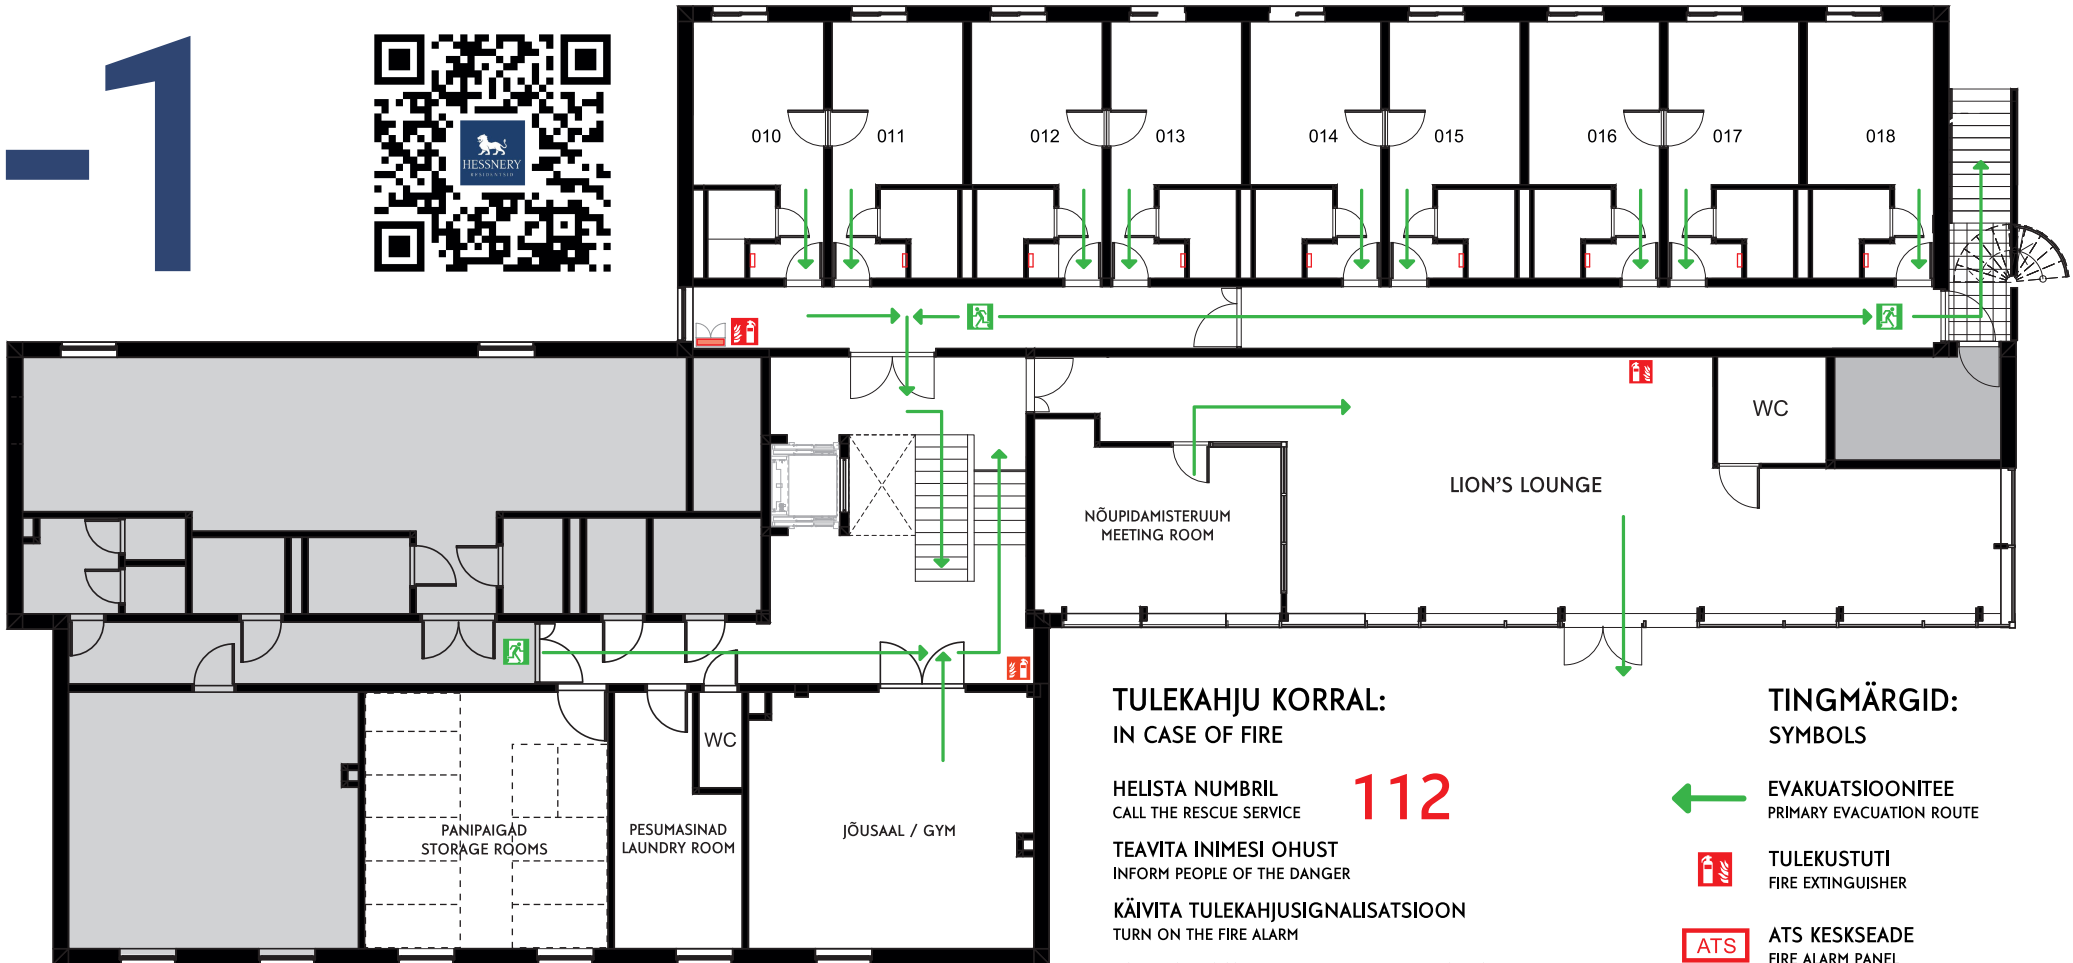 -1
HESSNERY
RESIDENTSID
010
011
012
013
014
015
016
017
018
WC
LION'S LOUNGE
NÕUPIDAMISTERUUM
MEETING ROOM
WC
PANIPAIGAD
STORAGE ROOMS
PESUMASINAD
LAUNDRY ROOM
JÕUSAAL / GYM
TULEKAHJU KORRAL:
IN CASE OF FIRE
HELISTA NUMBRIL
CALL THE RESCUE SERVICE
112
TEAVITA INIMESI OHUST
INFORM PEOPLE OF THE DANGER
KÄIVITA TULEKAHJUSIGNALISATSIOON
TURN ON THE FIRE ALARM
TINGMÄRGID:
SYMBOLS
EVAKUATSIOONITEE
PRIMARY EVACUATION ROUTE
TULEKUSTUTI
FIRE EXTINGUISHER
ATS
ATS KESKSEADE
FIRE ALARM PANEL